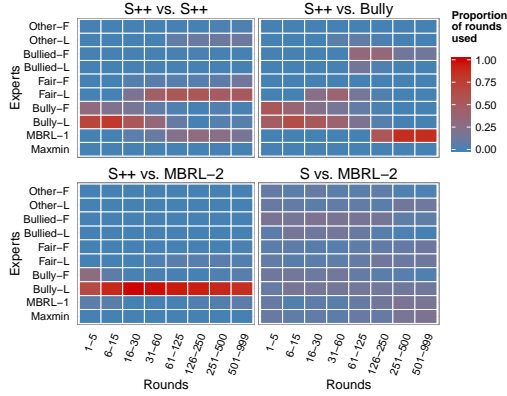 S++ vs. S++
S++ vs. Bully
Proportion
of rounds
used
1.00
0.75
0.50
0.25
0.00
Experts
Other−F
Other−L
Bullied−F
Bullied−L
Fair−F
Fair−L
Bully−F
Bully−L
MBRL−1
Maxmin
S++ vs. MBRL−2
S vs. MBRL−2
Experts
Other−F
Other−L
Bullied−F
Bullied−L
Fair−F
Fair−L
Bully−F
Bully−L
MBRL−1
Maxmin
1−5
6−15
16−30
31−60
61−125
126−250
251−500
501−999
1−5
6−15
16−30
31−60
61−125
126−250
251−500
501−999
Rounds
Rounds